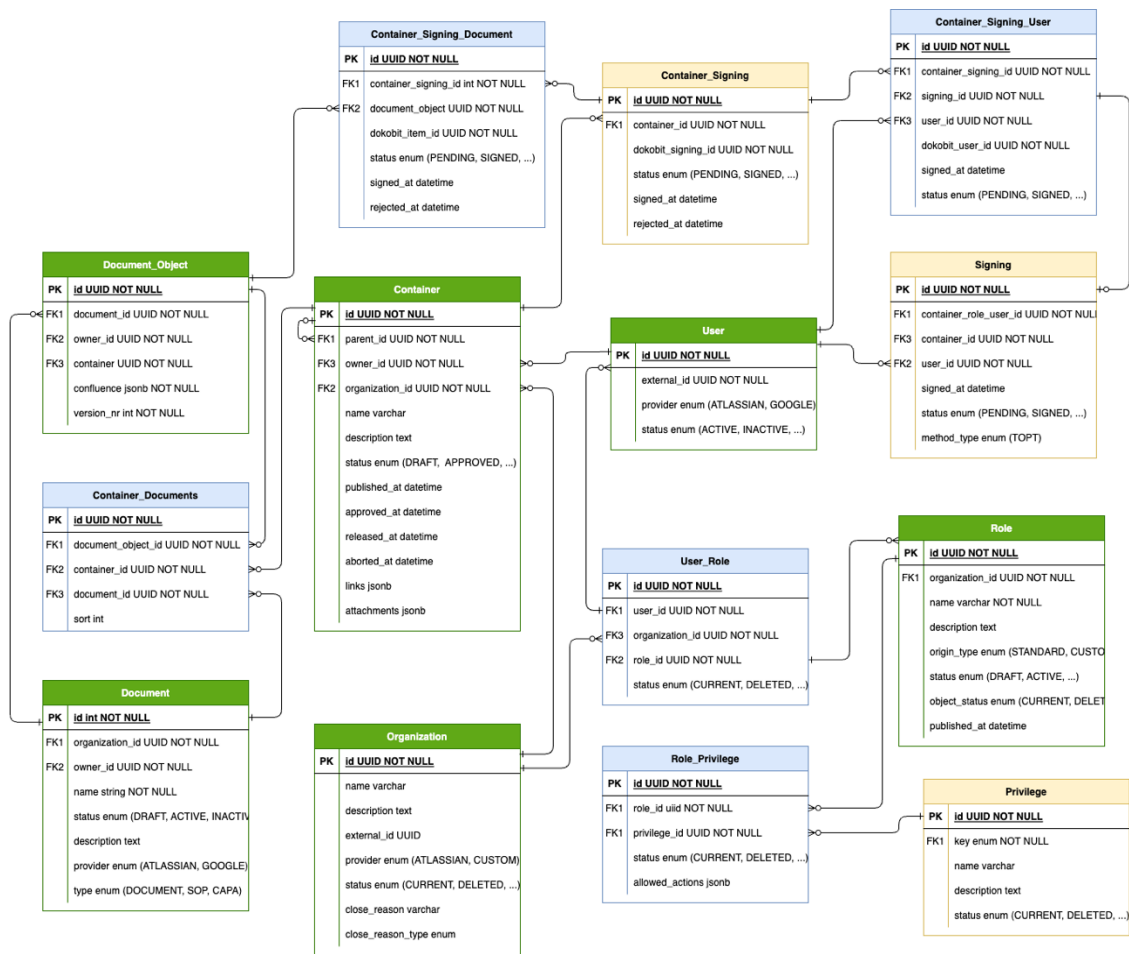 Container_Signing_Document
PK id UUID NOT NULL
FK1 container_signing_id int NOT NULL
FK2 document_object UUID NOT NULL
dokobit_item_id UUID NOT NULL
status enum (PENDING, SIGNED, ...)
signed_at datetime
rejected_at datetime
Container_Signing
PK id UUID NOT NULL
FK1 container_id UUID NOT NULL
dokobit_signing_id UUID NOT NULL
status enum (PENDING, SIGNED, ...)
signed_at datetime
rejected_at datetime
Container_Signing_User
PK id UUID NOT NULL
FK1 container_signing_id UUID NOT NULL
FK2 signing_id UUID NOT NULL
FK3 user_id UUID NOT NULL
dokobit_user_id UUID NOT NULL
signed_at datetime
status enum (PENDING, SIGNED, ...)
Document_Object
PK id UUID NOT NULL
FK1 document_id UUID NOT NULL
FK2 owner_id UUID NOT NULL
FK3 container UUID NOT NULL
confluence jsonb NOT NULL
version_nr int NOT NULL
Container
PK id UUID NOT NULL
FK1 parent_id UUID NOT NULL
FK3 owner_id UUID NOT NULL
FK2 organization_id UUID NOT NULL
name varchar
description text
status enum (DRAFT, APPROVED, ...)
published_at datetime
approved_at datetime
released_at datetime
aborted_at datetime
links jsonb
attachments jsonb
User
PK id UUID NOT NULL
external_id UUID NOT NULL
provider enum (ATLASSIAN, GOOGLE)
status enum (ACTIVE, INACTIVE, ...)
Signing
PK id UUID NOT NULL
FK1 container_role_user_id UUID NOT NULL
FK3 container_id UUID NOT NULL
FK2 user_id UUID NOT NULL
signed_at datetime
status enum (PENDING, SIGNED, ...)
method_type enum (TOPT)
Container_Documents
PK id UUID NOT NULL
FK1 document_object_id UUID NOT NULL
FK2 container_id UUID NOT NULL
FK3 document_id UUID NOT NULL
sort int
User_Role
PK id UUID NOT NULL
FK1 user_id UUID NOT NULL
FK3 organization_id UUID NOT NULL
FK2 role_id UUID NOT NULL
status enum (CURRENT, DELETED, ...)
Role
PK id UUID NOT NULL
FK1 organization_id UUID NOT NULL
name varchar NOT NULL
description text
origin_type enum (STANDARD, CUSTO
status enum (DRAFT, ACTIVE, ...)
object_status enum (CURRENT, DELET
published_at datetime
Document
PK id int NOT NULL
FK1 organization_id UUID NOT NULL
FK2 owner_id UUID NOT NULL
name string NOT NULL
status enum (DRAFT, ACTIVE, INACTIV
description text
provider enum (ATLASSIAN, GOOGLE)
type enum (DOCUMENT, SOP, CAPA)
Organization
PK id UUID NOT NULL
name varchar
description text
external_id UUID
provider enum (ATLASSIAN, CUSTOM)
status enum (CURRENT, DELETED, ...)
close_reason varchar
close_reason_type enum
Role_Privilege
PK id UUID NOT NULL
FK1 role_id uiid NOT NULL
FK1 privilege_id UUID NOT NULL
status enum (CURRENT, DELETED, ...)
allowed_actions jsonb
Privilege
PK id UUID NOT NULL
FK1 key enum NOT NULL
name varchar
description text
status enum (CURRENT, DELETED, ...)